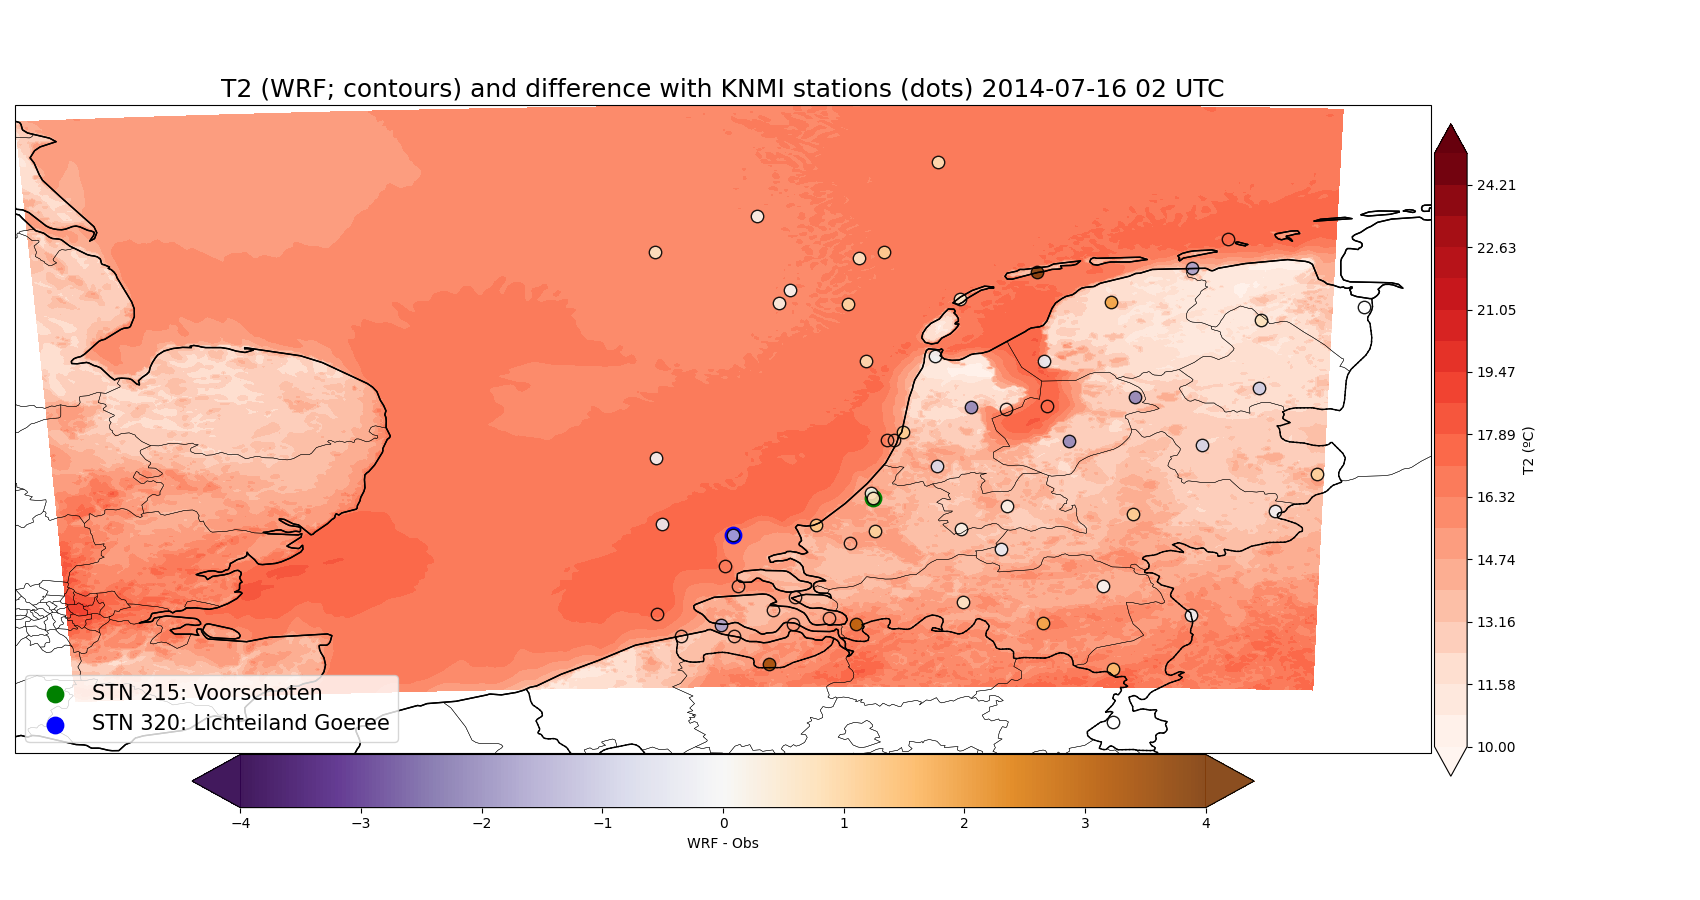 T2 (WRF; contours) and difference with KNMI stations (dots) 2014-07-16 02 UTC
24.21
22.63
21.05
19.47
17.89
16.32
14.74
13.16
11.58
10.00
T2 (ºC)
STN 215: Voorschoten
STN 320: Lichteiland Goeree
−4 −3 −2 −1 0 1 2 3 4
WRF - Obs